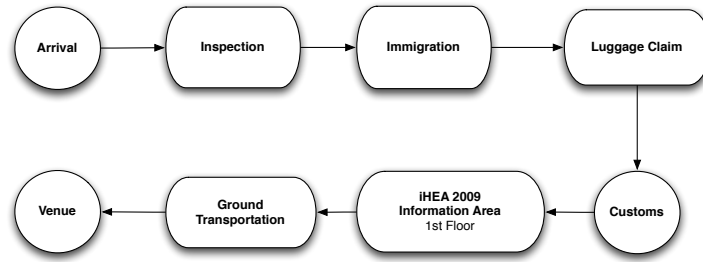 Arrival
Inspection
Immigration
Luggage Claim
Venue
Ground
Transportation
iHEA 2009
Information Area
1st Floor
Customs